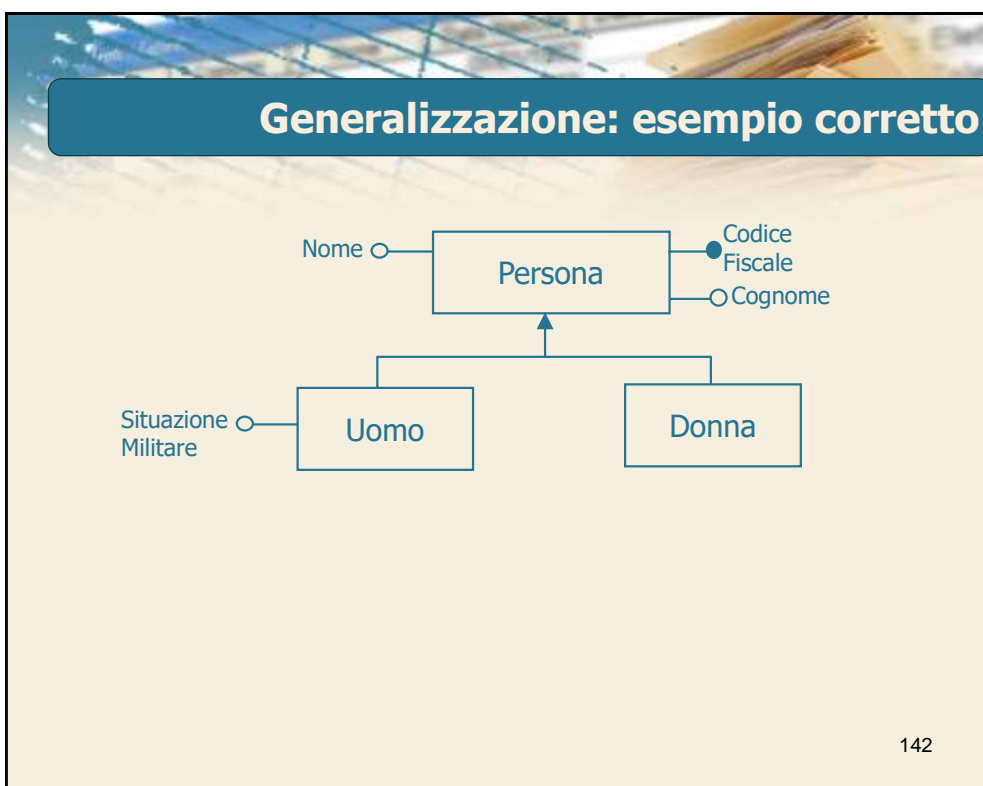 Generalizzazione: esempio corretto
Nome
Persona
Codice
Fiscale
Cognome
Situazione
Militare
Uomo
Donna
142